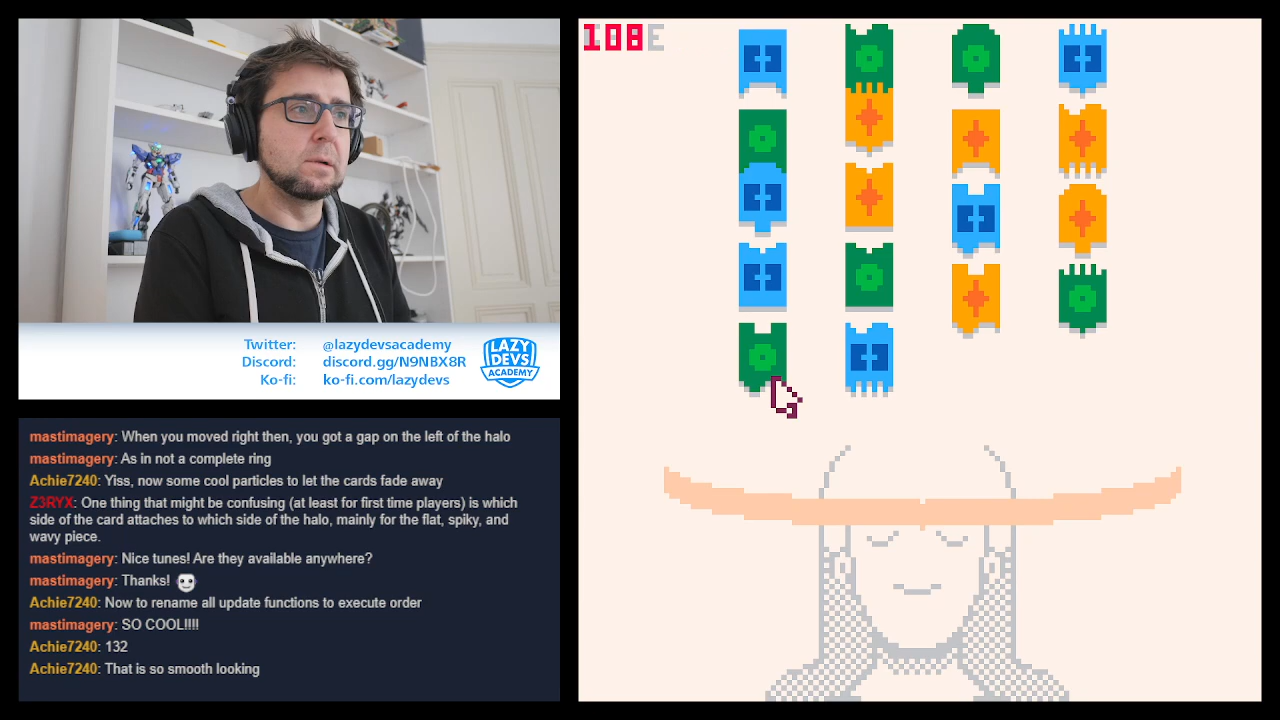 108E
Twitter: @lazydevsacademy
Discord: discord.gg/N9NBX8R
Ko-fi: ko-fi.com/lazydevs
LAZY
DEVS
ACADEMY
mastimagery: When you moved right then, you got a gap on the left of the halo
mastimagery: As in not a complete ring
Achie7240: Yiss, now some cool particles to let the cards fade away
Z3RYX: One thing that might be confusing (at least for first time players) is which
side of the card attaches to which side of the halo, mainly for the flat, spiky, and
wavy piece.
mastimagery: Nice tunes! Are they available anywhere?
mastimagery: Thanks!
Achie7240: Now to rename all update functions to execute order
mastimagery: SO COOL!!!!
Achie7240: 132
Achie7240: That is so smooth looking